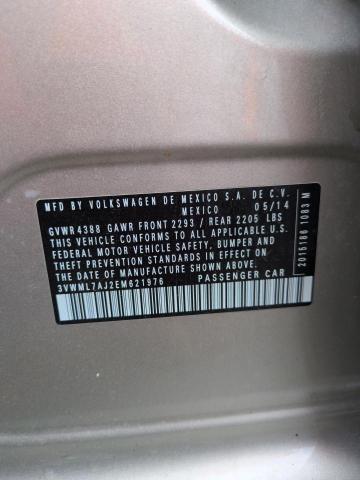 MFD BY VOLKSWAGEN DE MEXICO S.A. DE C.V.
MEXICO 05/14
GVWR 4388 GAWR FRONT 2293 / REAR 2205 LBS
THIS VEHICLE CONFORMS TO ALL APPLICABLE U.S.
FEDERAL MOTOR VEHICLE SAFETY, BUMPER AND
THEFT PREVENTION STANDARDS IN EFFECT ON
THE DATE OF MANUFACTURE SHOWN ABOVE.
3VWML7AJ2EM621976 PASSENGER CAR
2015186 1083 M